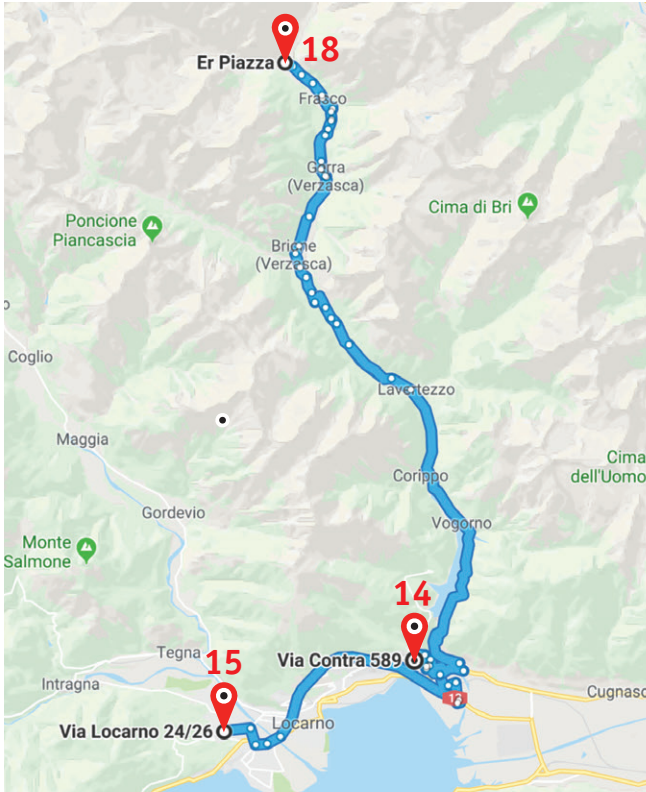 18
Er Piazza
Frasco
Gerra
(Verzasca)
Cima di Bri
Poncione
Piancascia
Brione
(Verzasca)
Coglio
Lavertezzo
Maggia
Cima
dell'Uomo
Corippo
Gordevio
Vogorno
Monte
Salmone
14
Tegna
15
Via Contra 589
Intragna
Cugnasc
13
Via Locarno 24/26
Locarno